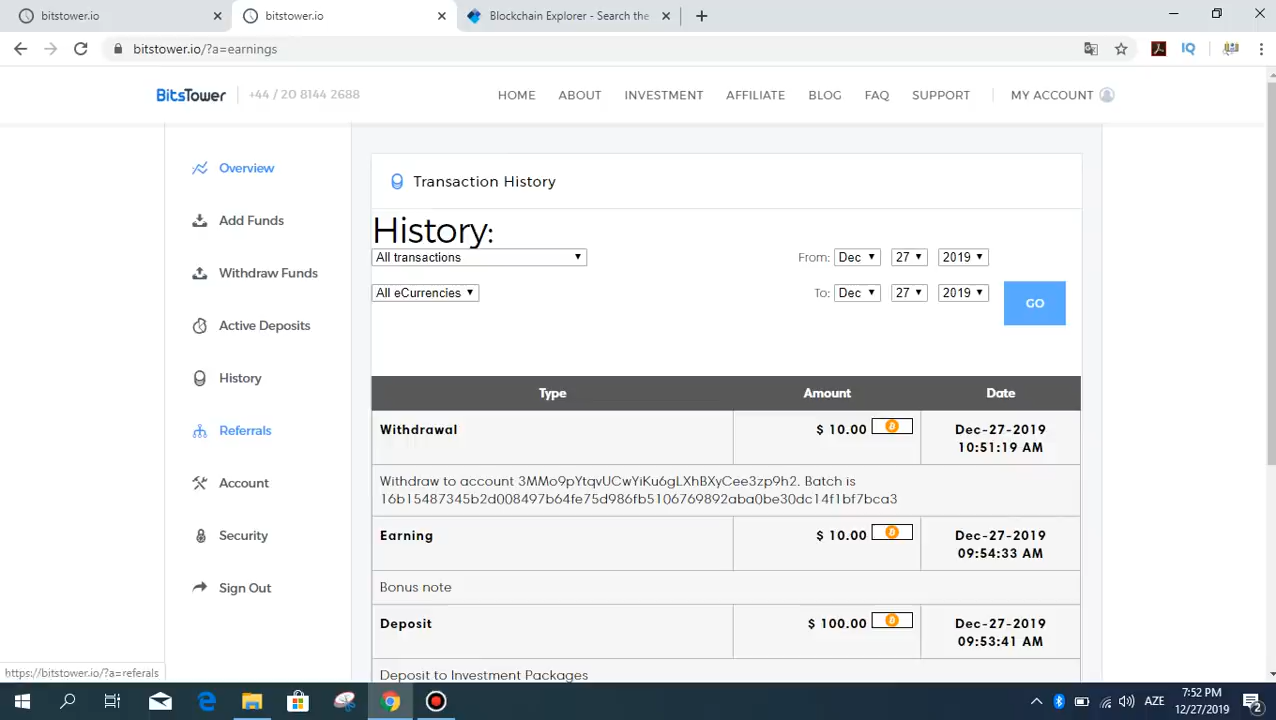 bitstower.io
bitstower.io
Blockchain Explorer - Search the
bitstower.io/?a=earnings
IQ
BitsTower
+44 / 20 8144 2688
HOME ABOUT INVESTMENT AFFILIATE BLOG FAQ SUPPORT MY ACCOUNT
Overview
Add Funds
Withdraw Funds
Active Deposits
History
Referrals
Account
Security
Sign Out
Transaction History
History:
All transactions
From: Dec 27 2019
All eCurrencies
To: Dec 27 2019
GO
Type Amount Date
Withdrawal $ 10.00 Dec-27-2019
10:51:19 AM
Withdraw to account 3MMo9pYtqvUCwYiKu6gLXhBXyCee3zp9h2. Batch is
16b15487345b2d008497b64fe75d986fb5106769892aba0be30dc14f1bf7bca3
Earning $ 10.00 Dec-27-2019
09:54:33 AM
Bonus note
Deposit $ 100.00 Dec-27-2019
09:53:41 AM
Deposit to Investment Packages
https://bitstower.io/?a=referals
AZE
7:52 PM
12/27/2019
2